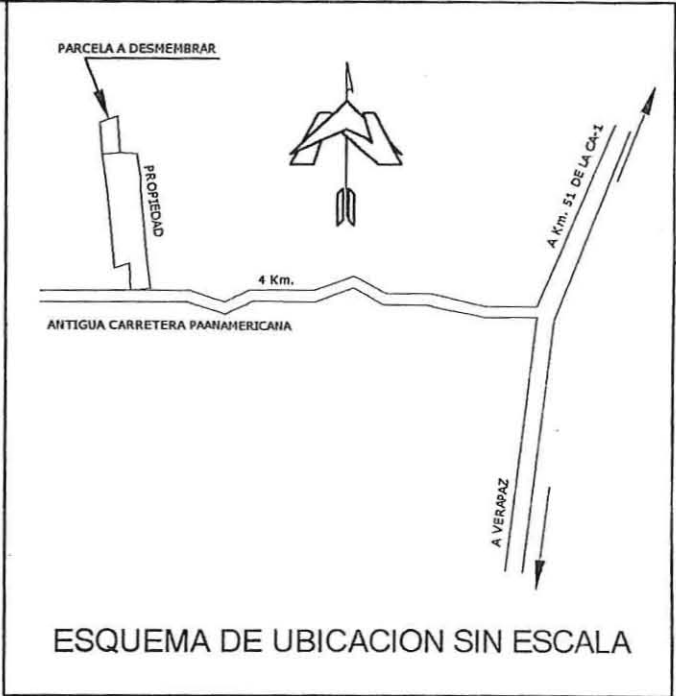 PARCELA A DESMEMBRAR
PROPIEDAD
A Km. 51 DE LA CA-1
4 Km.
ANTIGUA CARRETERA PAANAMERICANA
A VERAPAZ
ESQUEMA DE UBICACION SIN ESCALA